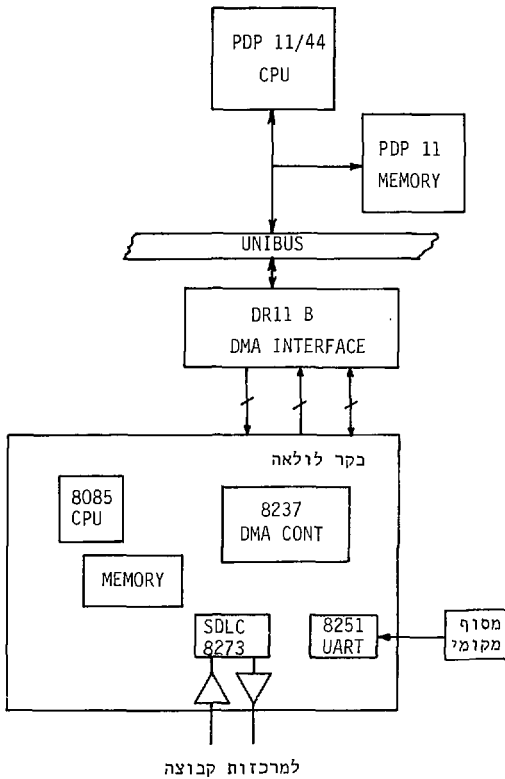 PDP 11/44
CPU
PDP 11
MEMORY
UNIBUS
DR11 B
DMA INTERFACE
בקר לולאה
8085
CPU
8237
DMA CONT
MEMORY
SDLC
8273
8251
UART
מסוף
מקומי
למרכזות קבוצה